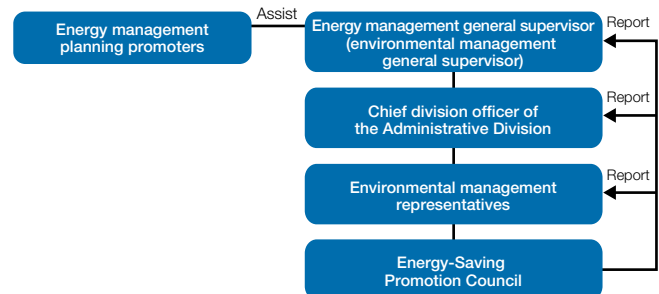 Energy management
planning promoters
Assist
Energy management general supervisor
(environmental management
general supervisor)
Report
Chief division officer of
the Administrative Division
Report
Environmental management
representatives
Report
Energy-Saving
Promotion Council